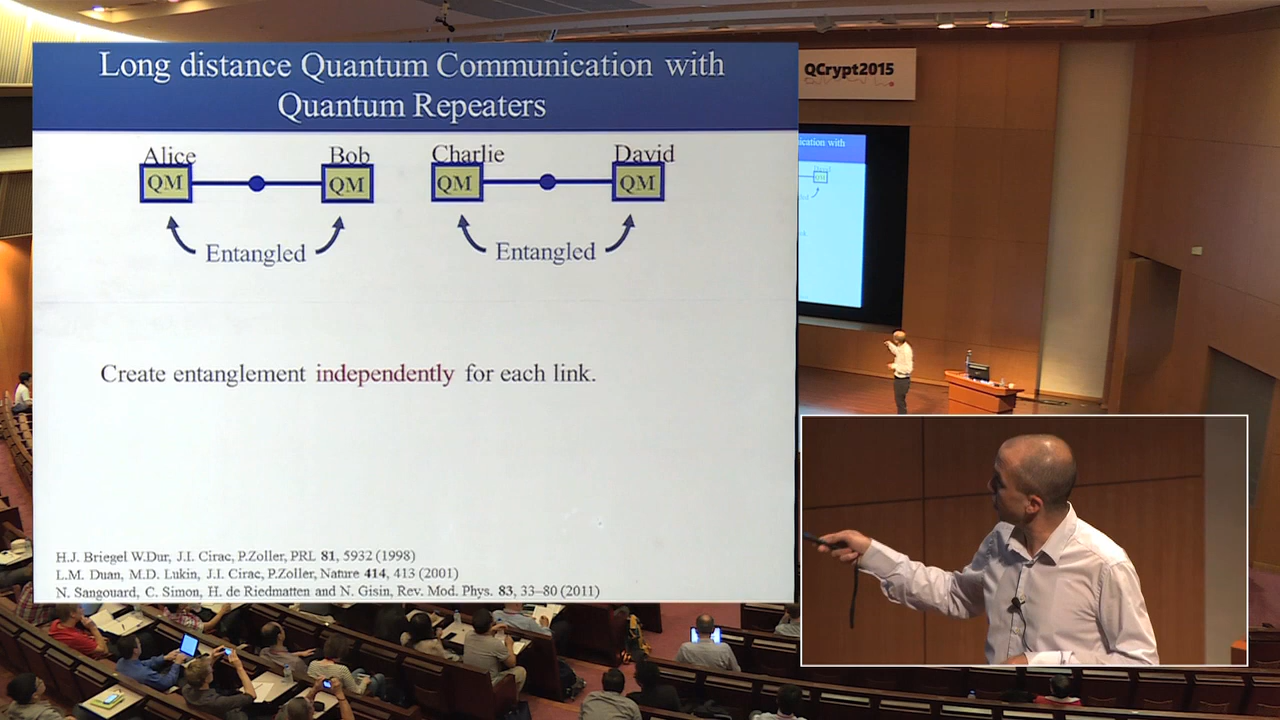 Long distance Quantum Communication with
Quantum Repeaters
Alice Bob Charlie David
QM QM QM QM
Entangled Entangled
Create entanglement independently for each link.
H.J. Briegel W.Dur, J.I. Cirac, P.Zoller, PRL 81, 5932 (1998)
L.M. Duan, M.D. Lukin, J.I. Cirac, P.Zoller, Nature 414, 413 (2001)
N. Sangouard, C. Simon, H. de Riedmatten and N. Gisin, Rev. Mod. Phys. 83, 33–80 (2011)
QCrypt2015
ication with